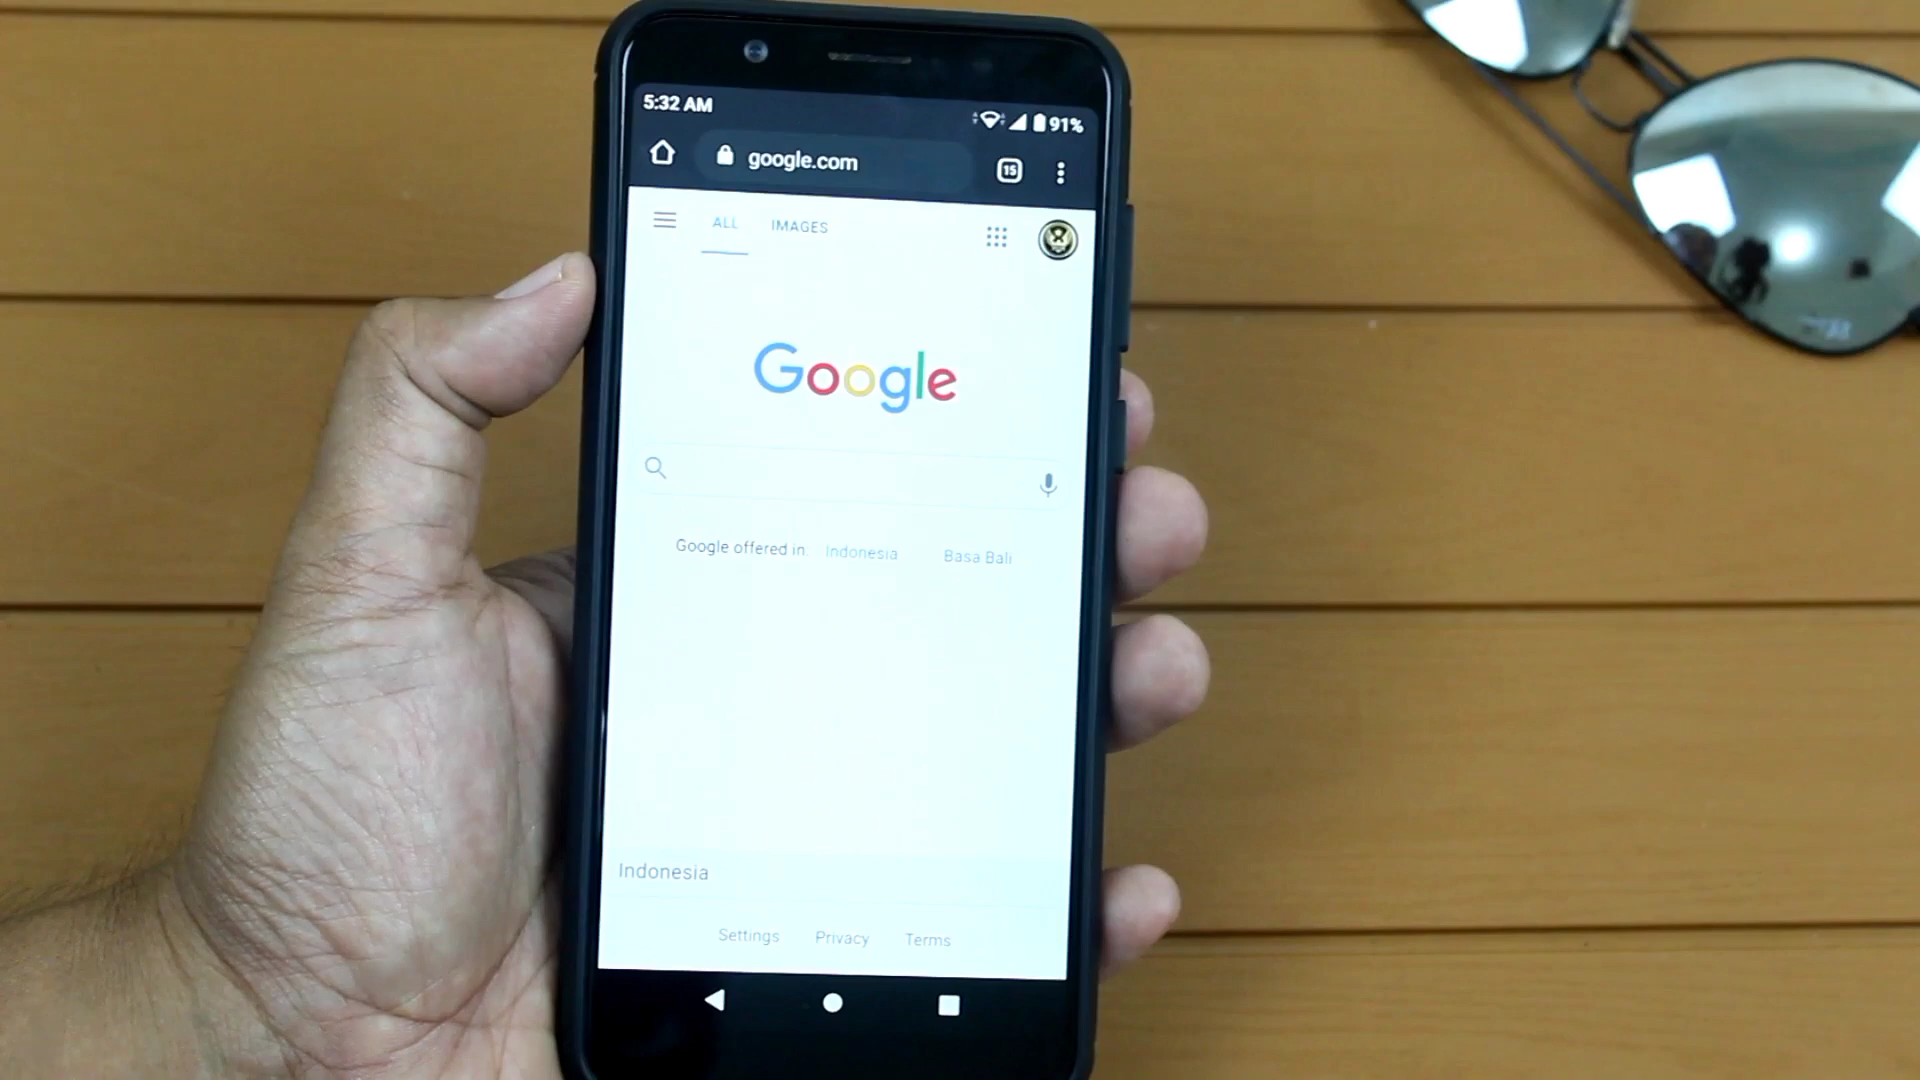 5:32 AM
91%
google.com
15
ALL IMAGES
Google
Google offered in: Indonesia Basa Bali
Indonesia
Settings Privacy Terms